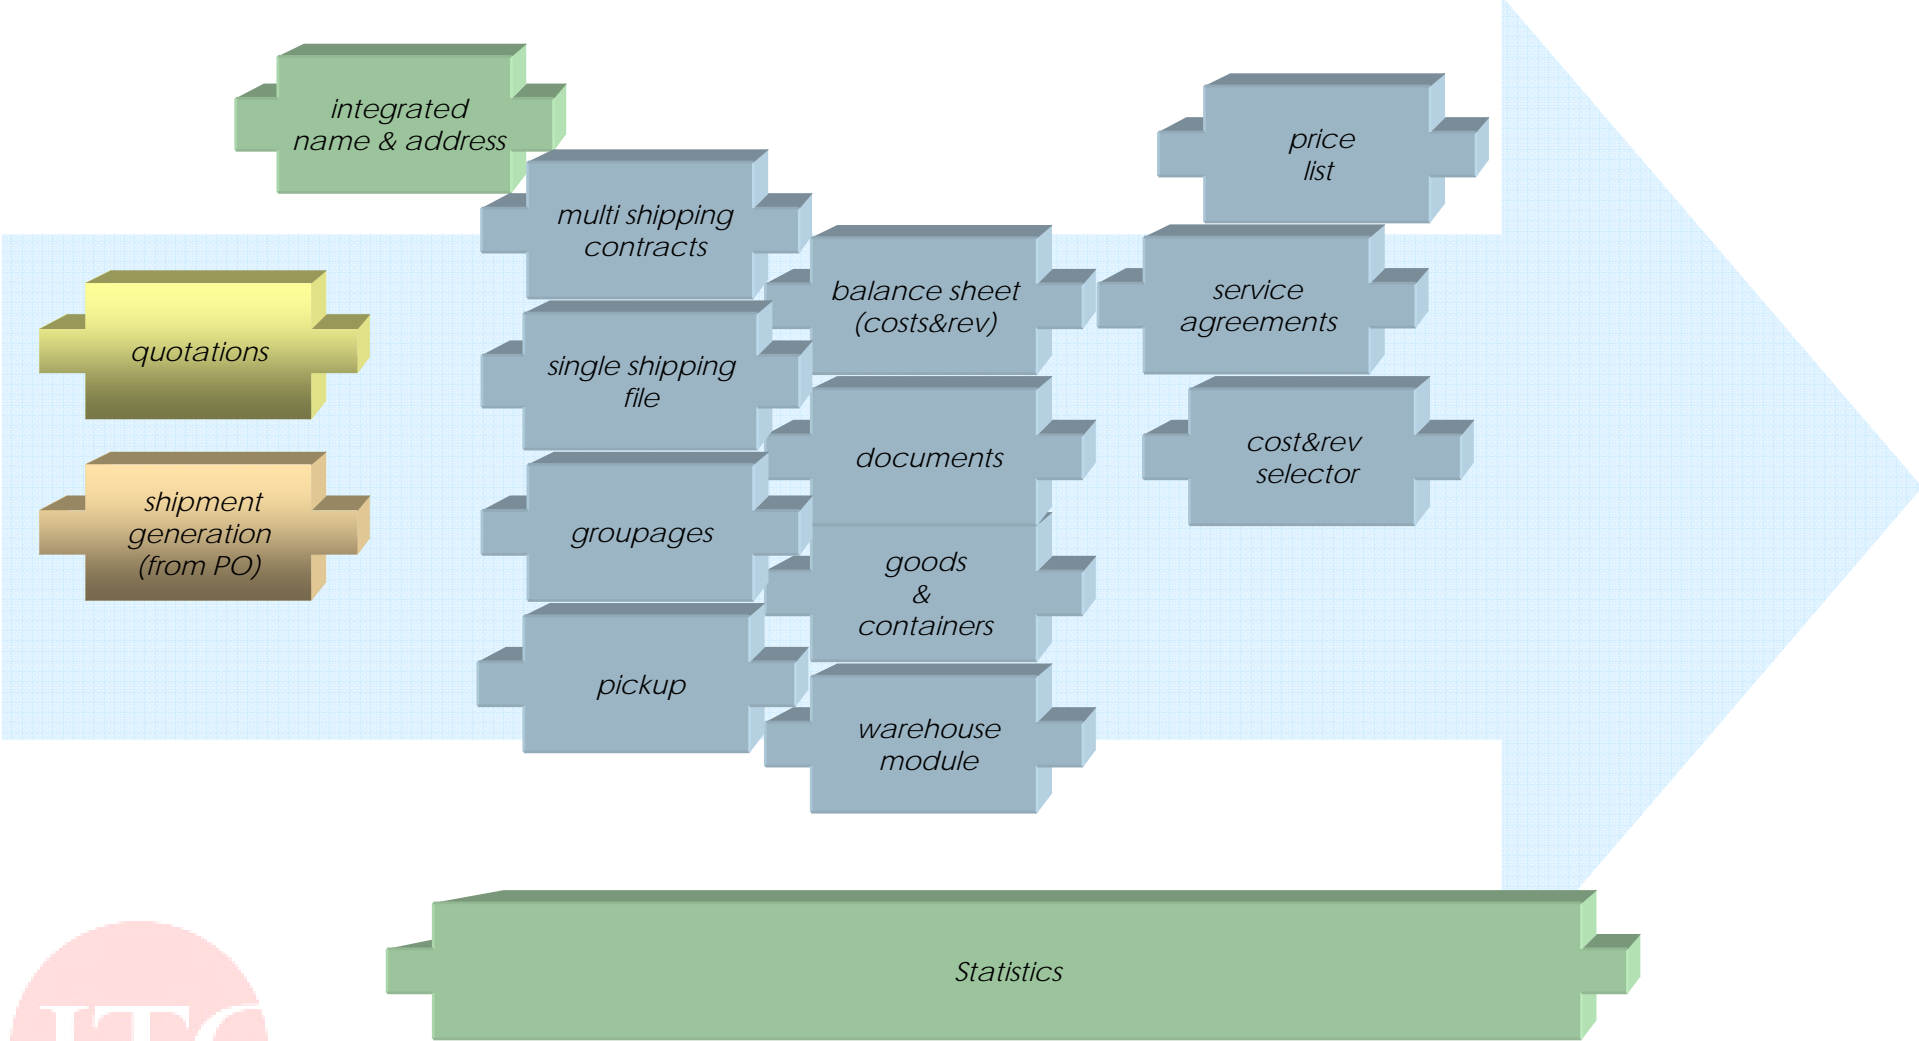 integrated
name & address
price
list
multi shipping
contracts
balance sheet
(costs&rev)
service
agreements
quotations
single shipping
file
documents
cost&rev
selector
shipment
generation
(from PO)
groupages
goods
&
containers
pickup
warehouse
module
Statistics